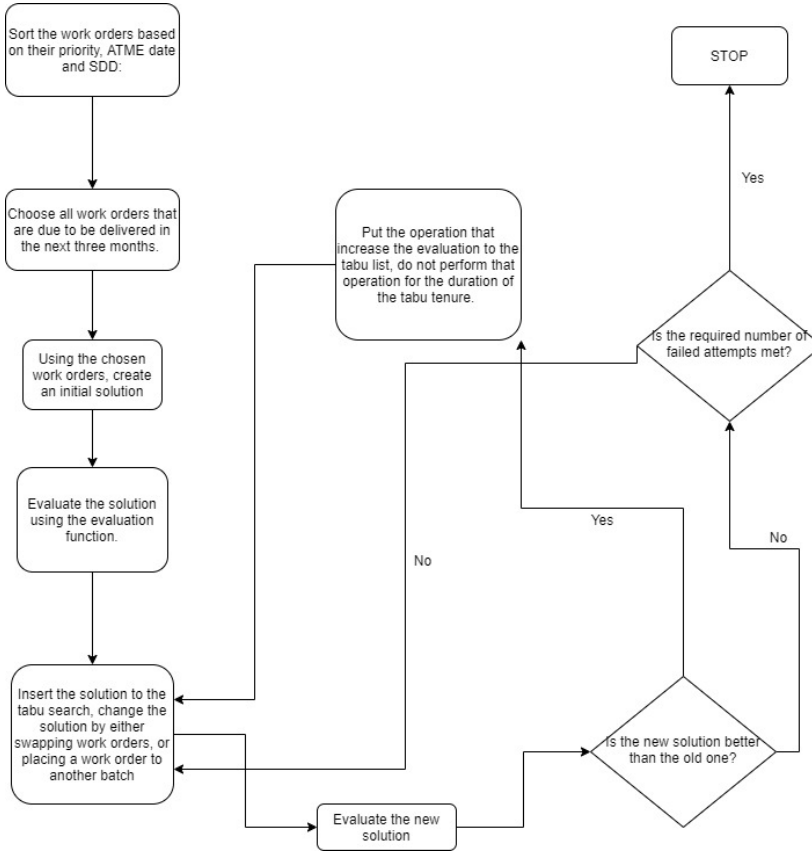 Sort the work orders based
on their priority, ATME date
and SDD:
STOP
Yes
Choose all work orders that
are due to be delivered in
the next three months.
Put the operation that
increase the evaluation to the
tabu list, do not perform that
operation for the duration of
the tabu tenure.
Is the required number of
failed attempts met?
Using the chosen
work orders, create
an initial solution
Evaluate the solution
using the evaluation
function.
Yes
No
No
Insert the solution to the
tabu search, change the
solution by either
swapping work orders, or
placing a work order to
another batch
Is the new solution better
than the old one?
Evaluate the new
solution